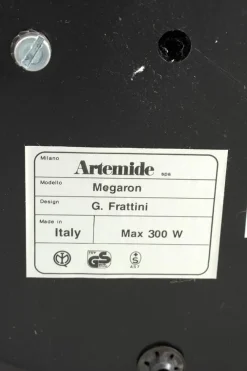 Milano
Artemide
Modello
Megaron
Design
G. Frattini
Made in
Italy
Max 300 W
GS
S